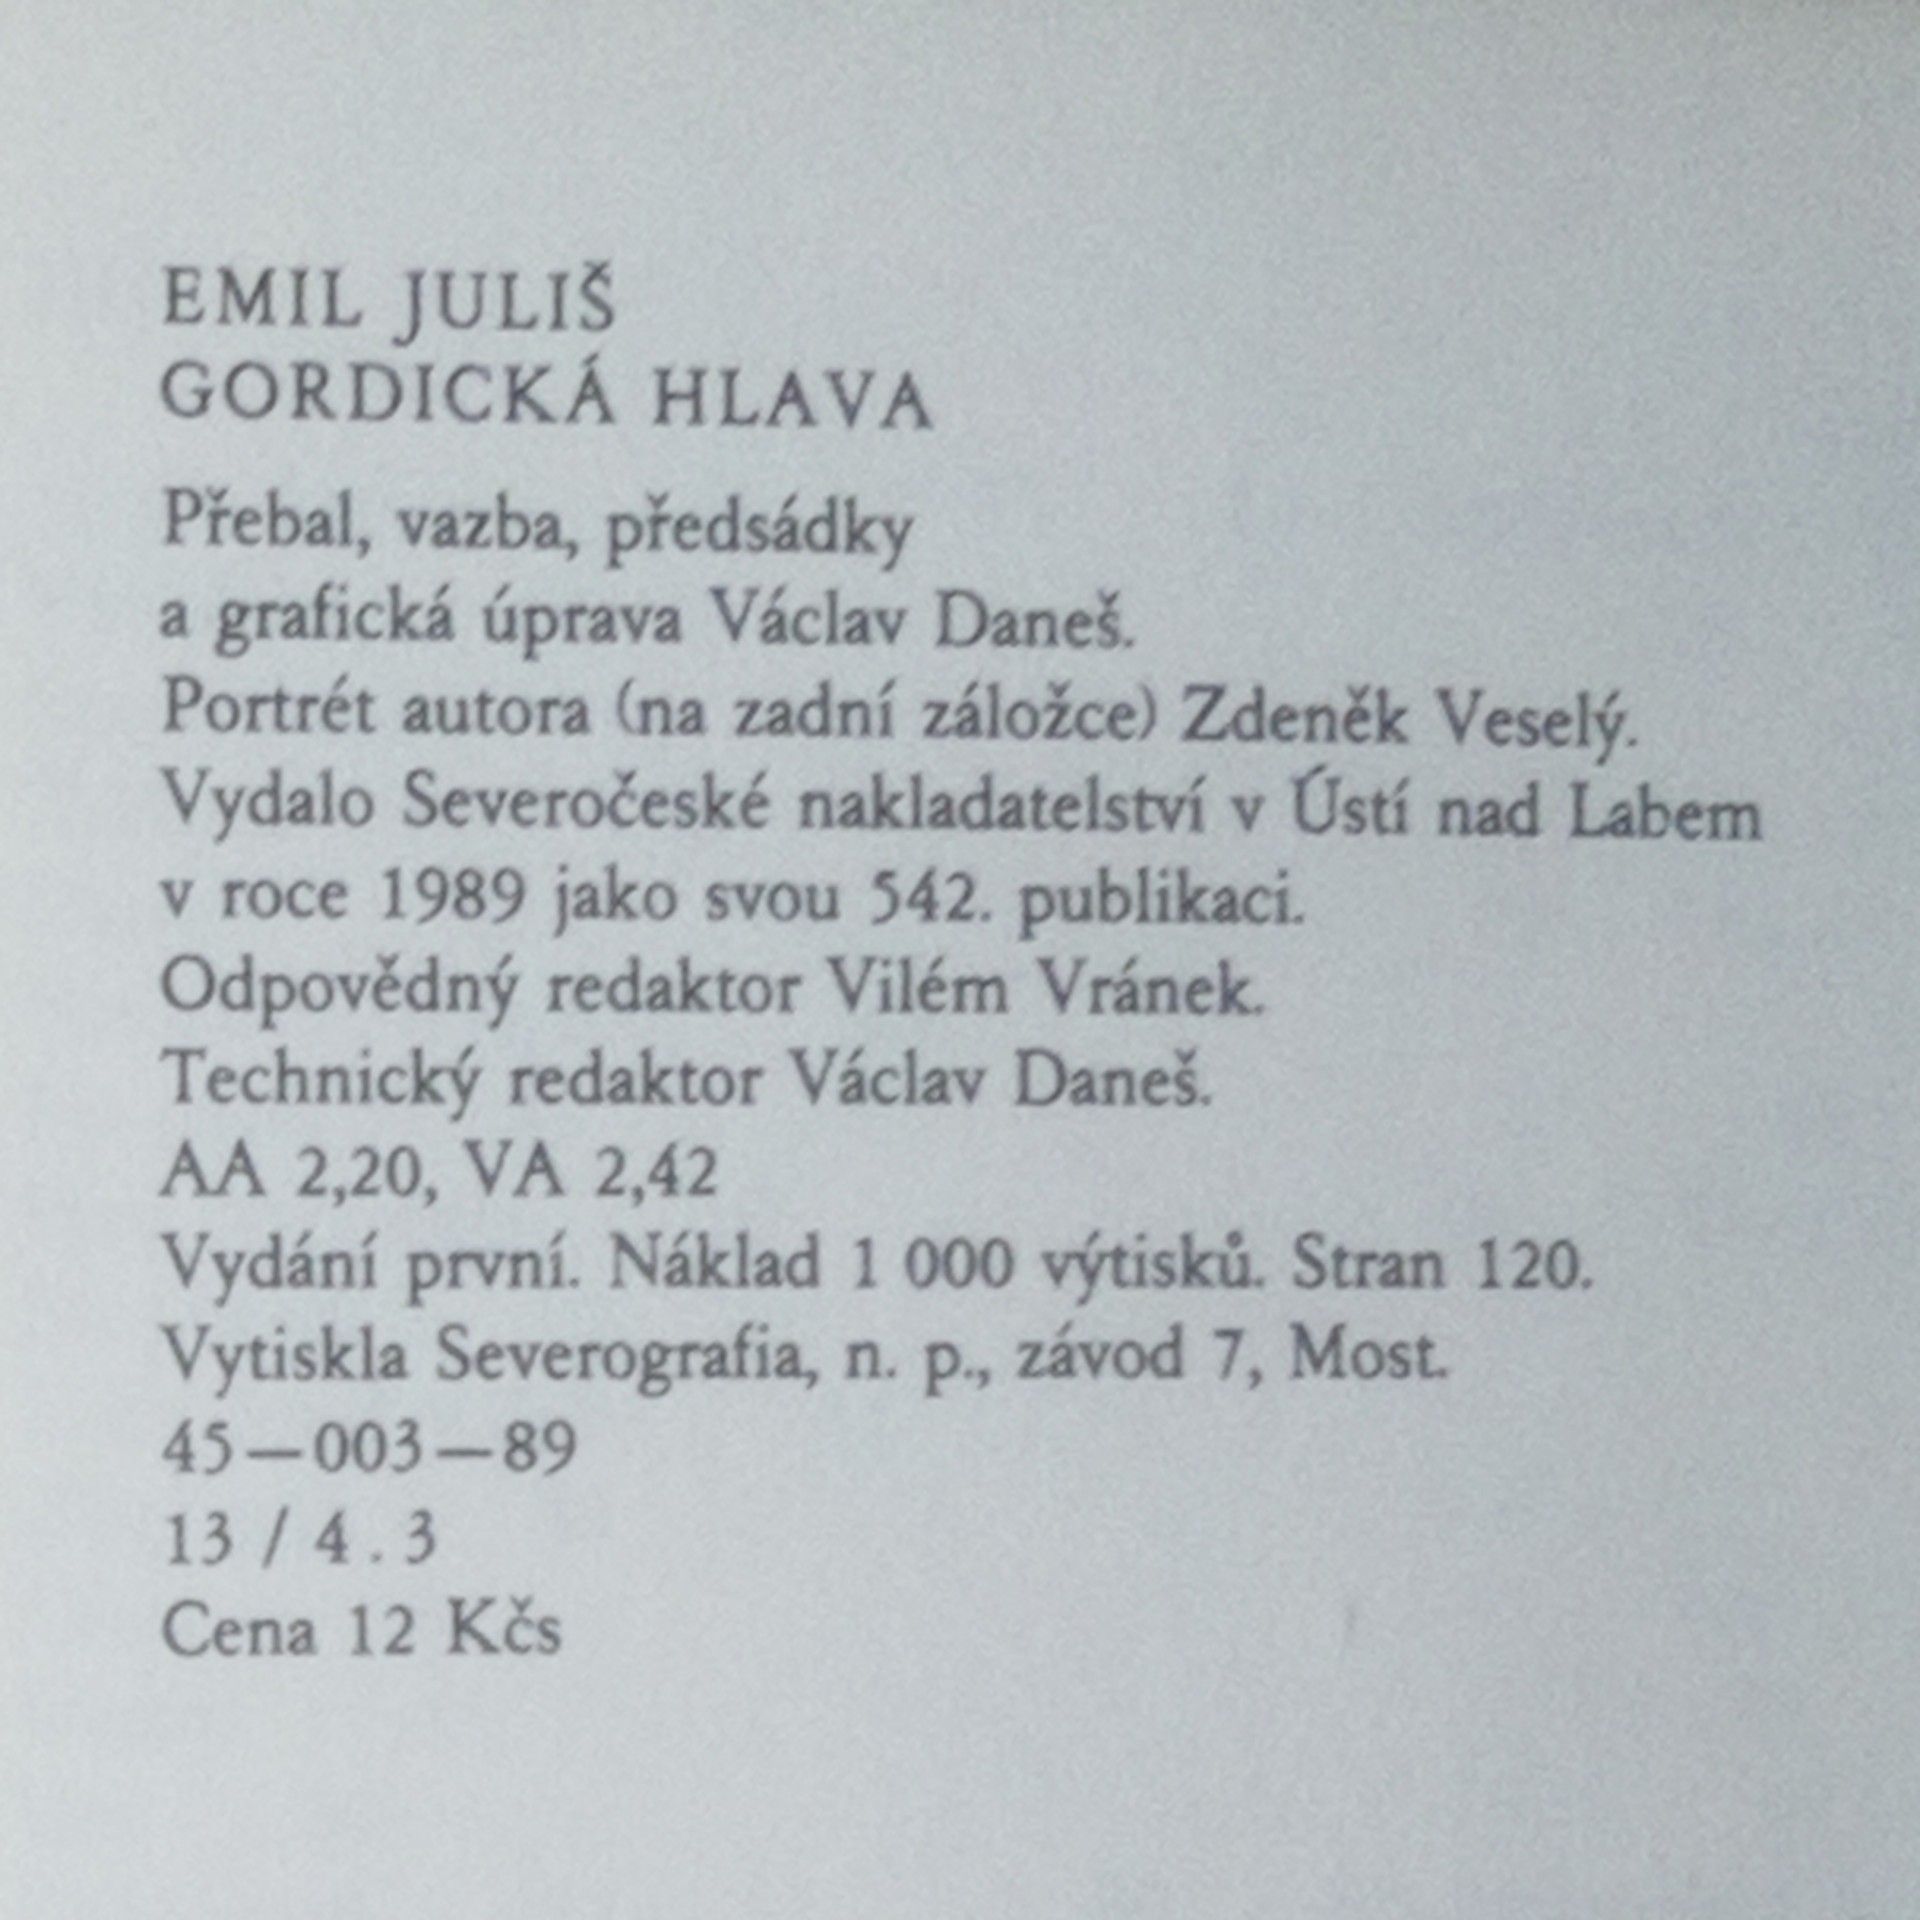 EMIL JULIŠ
GORDICKÁ HLAVA
Přebal, vazba, předsádky
a grafická úprava Václav Daneš.
Portrét autora (na zadní záložce) Zdeněk Veselý.
Vydalo Severočeské nakladatelství v Ústí nad Labem
v roce 1989 jako svou 542. publikaci.
Odpovědný redaktor Vilém Vránek.
Technický redaktor Václav Daneš.
AA 2,20, VA 2,42
Vydání první. Náklad 1 000 výtisků. Stran 120.
Vytiskla Severografia, n. p., závod 7, Most.
45—003—89
13 / 4 . 3
Cena 12 Kčs